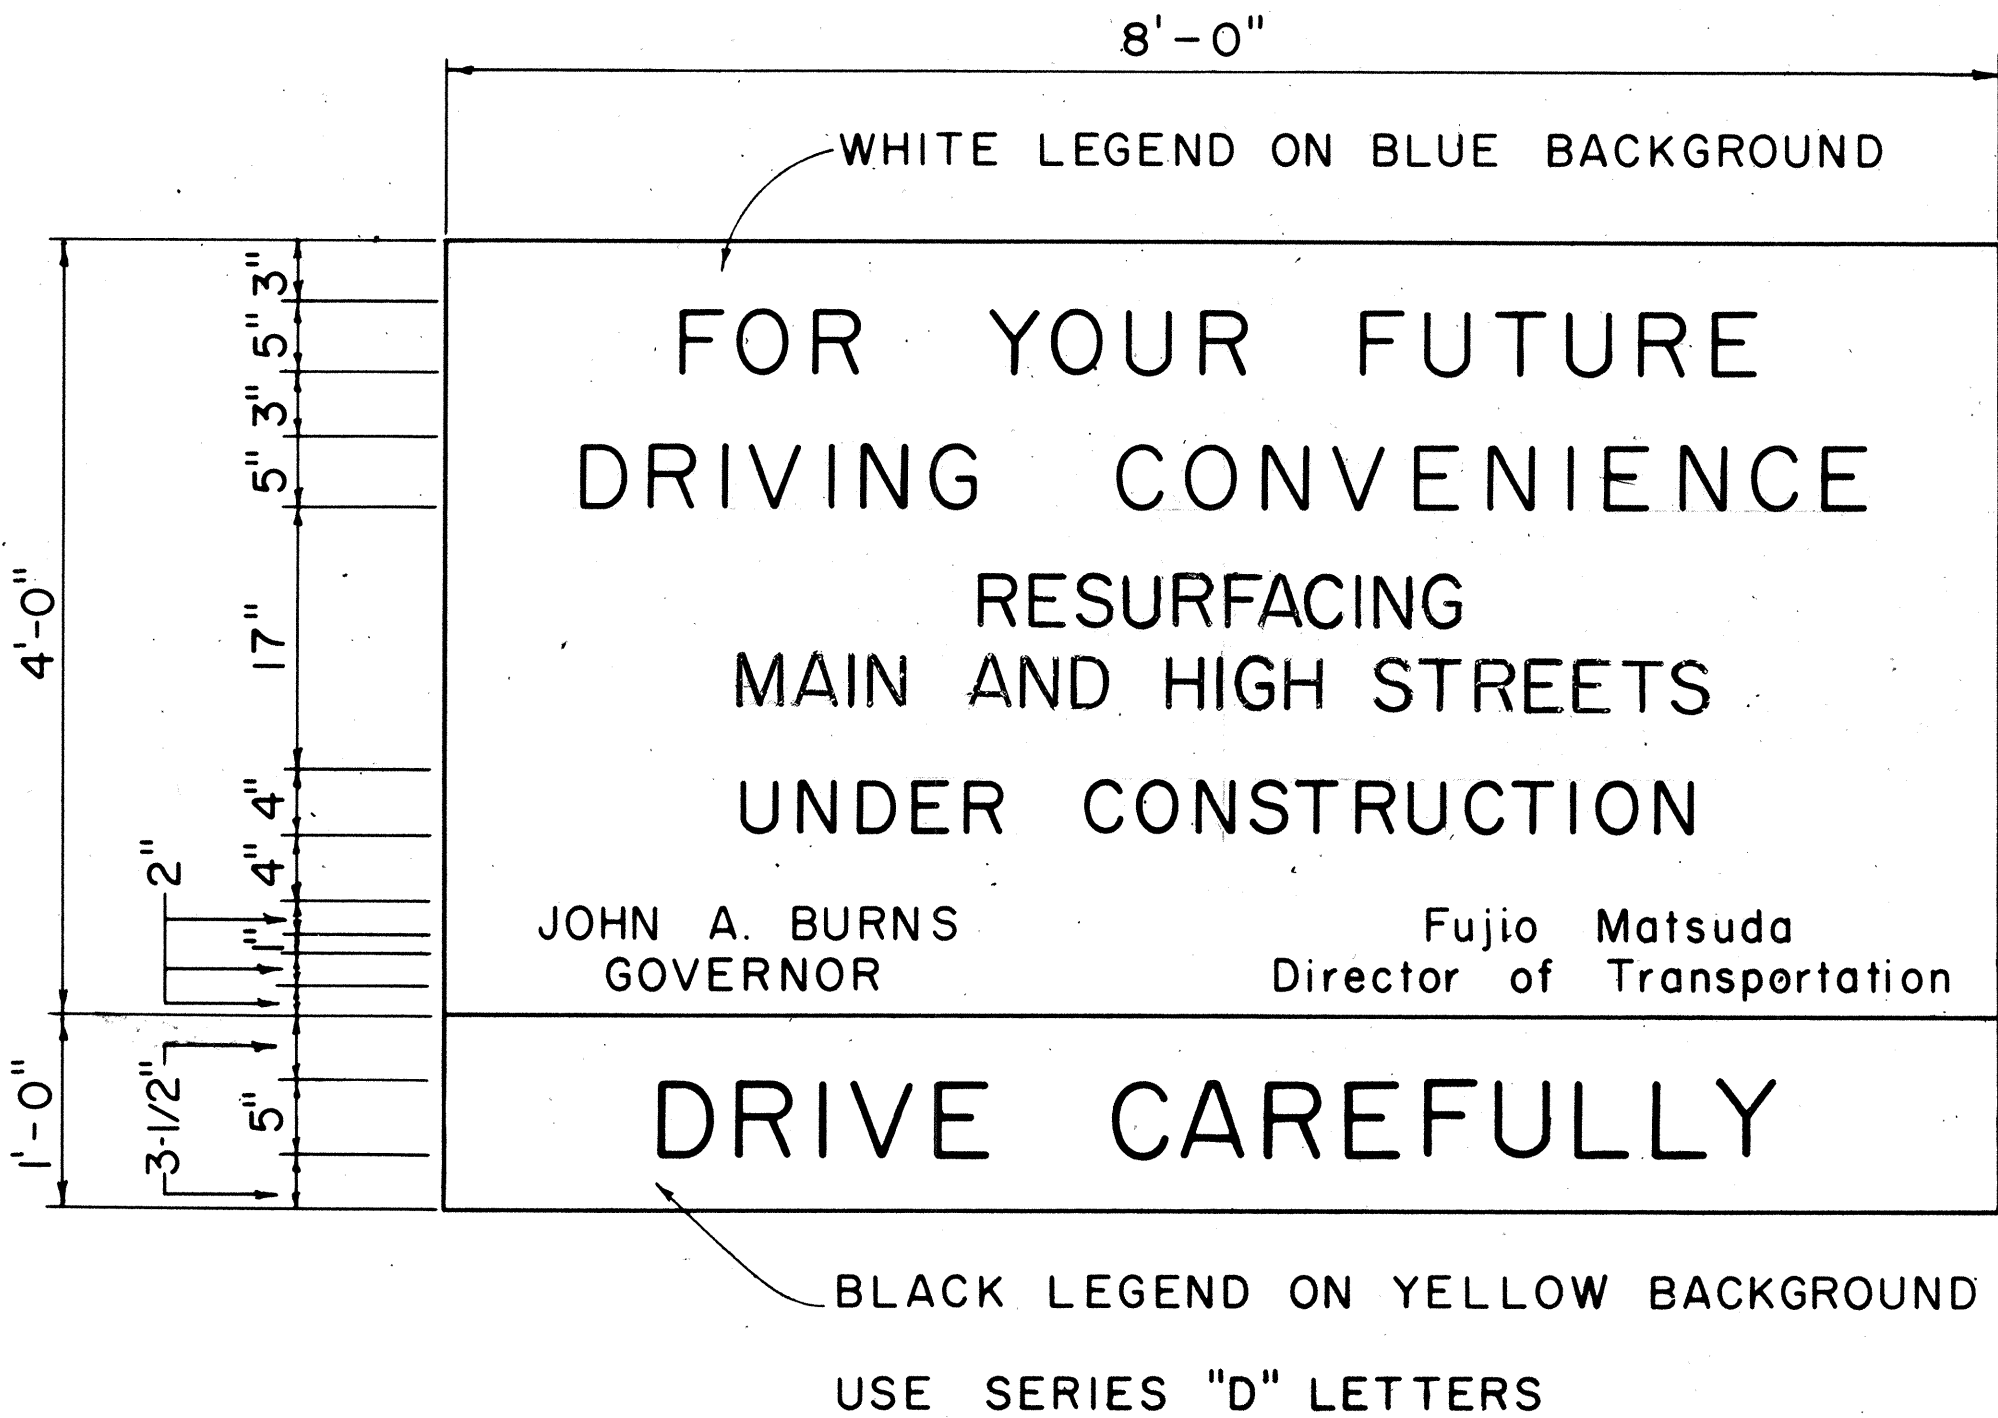 8'-0"
WHITE LEGEND ON BLUE BACKGROUND
3"
5"
3"
5"
17"
4"
4"
2"
1"
4'-0"
FOR YOUR FUTURE
DRIVING CONVENIENCE
RESURFACING
MAIN AND HIGH STREETS
UNDER CONSTRUCTION
JOHN A. BURNS
GOVERNOR
Fujio Matsuda
Director of Transportation
1'-0"
3-1/2"
5"
DRIVE CAREFULLY
BLACK LEGEND ON YELLOW BACKGROUND
USE SERIES "D" LETTERS